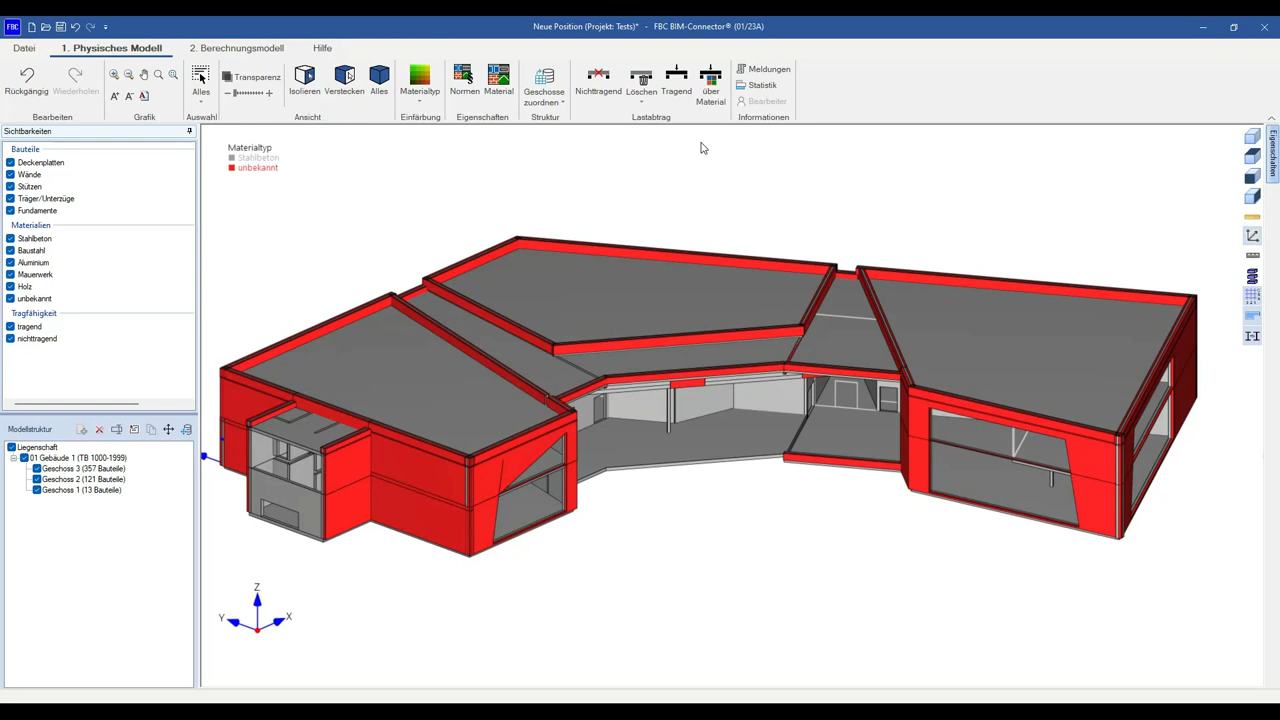 FBC
Neue Position (Projekt: Tests)* - FBC BIM-Connector® (01/23A)
Datei 1. Physisches Modell 2. Berechnungsmodell Hilfe
Rückgängig Wiederholen
Bearbeiten
Grafik
Alles
Auswahl
Transparenz
Isolieren Verstecken Alles
Ansicht
Materialtyp
Einfärbung
Normen Material
Eigenschaften
Geschosse zuordnen
Struktur
Nichttragend Löschen Tragend über Material
Lastabtrag
Meldungen
Statistik
Bearbeiter
Informationen
Sichtbarkeiten
Bauteile
Deckenplatten
Wände
Stützen
Träger/Unterzüge
Fundamente
Materialien
Stahlbeton
Baustahl
Aluminium
Mauerwerk
Holz
unbekannt
Tragfähigkeit
tragend
nichttragend
Modellstruktur
Liegenschaft
01 Gebäude 1 (TB 1000-1999)
Geschoss 3 (357 Bauteile)
Geschoss 2 (121 Bauteile)
Geschoss 1 (13 Bauteile)
Materialtyp
Stahlbeton
unbekannt
Z
Y
X
Eigenschaften